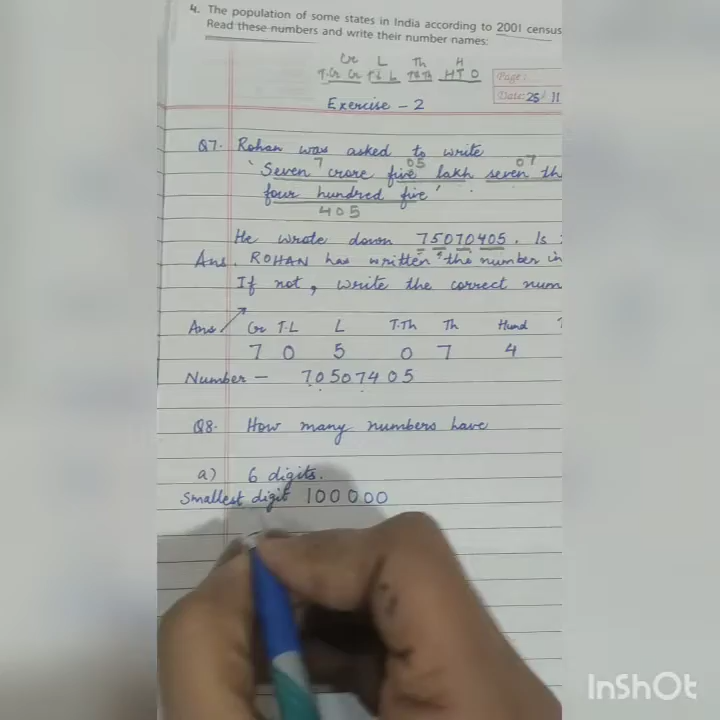 4. The population of some states in India according to 2001 census
Read these numbers and write their number names:
Cr L Th H
T.Cr Cr T.L L T.Th Th H T O
Page:
Date: 25/11
Exercise - 2
Q7. Rohan was asked to write
7 05 07
'Seven crore five lakh seven th
four hundred five'
405
He wrote down 75070405. Is
Ans. ROHAN has written the number in
If not, write the correct num
Ans Cr T.L L T.Th Th Hund
7 0 5 0 7 4
Number - 70507405
Q8. How many numbers have
a) 6 digits.
Smallest digit 100000
InShOt